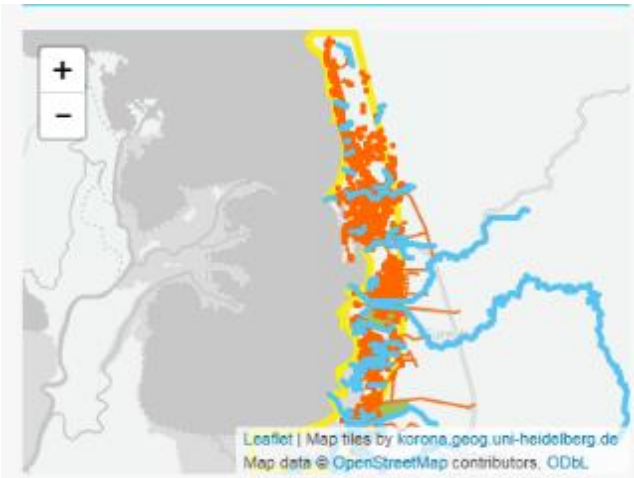 +
−
Leaflet | Map tiles by korona.geog.uni-heidelberg.de
Map data © OpenStreetMap contributors, ODbL